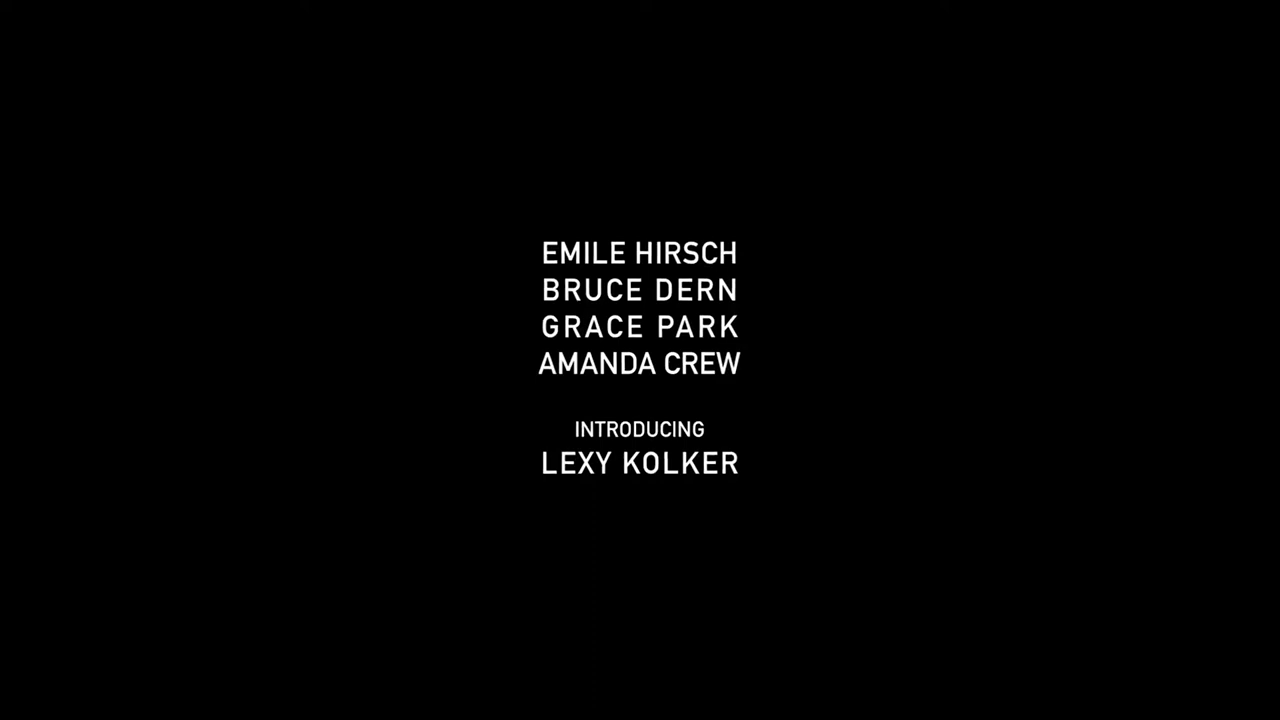 EMILE HIRSCH
BRUCE DERN
GRACE PARK
AMANDA CREW
INTRODUCING
LEXY KOLKER